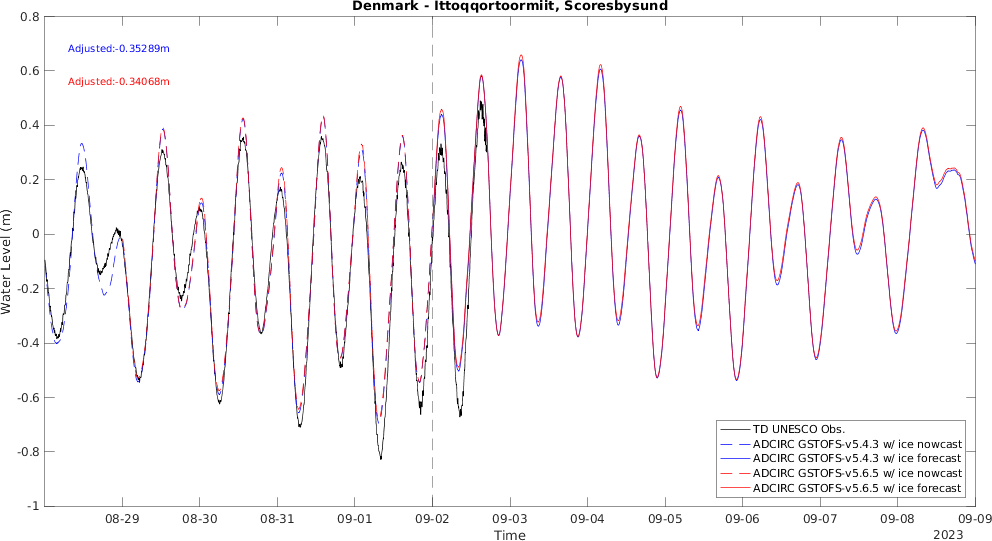 Denmark - Ittoqqortoormiit, Scoresbysund
0.8
Adjusted:-0.35289m
0.6
Adjusted:-0.34068m
0.4
0.2
0
-0.2
-0.4
-0.6
-0.8
-1
Water Level (m)
TD UNESCO Obs.
ADCIRC GSTOFS-v5.4.3 w/ ice nowcast
ADCIRC GSTOFS-v5.4.3 w/ ice forecast
ADCIRC GSTOFS-v5.6.5 w/ ice nowcast
ADCIRC GSTOFS-v5.6.5 w/ ice forecast
08-29 08-30 08-31 09-01 09-02 09-03 09-04 09-05 09-06 09-07 09-08 09-09
Time
2023